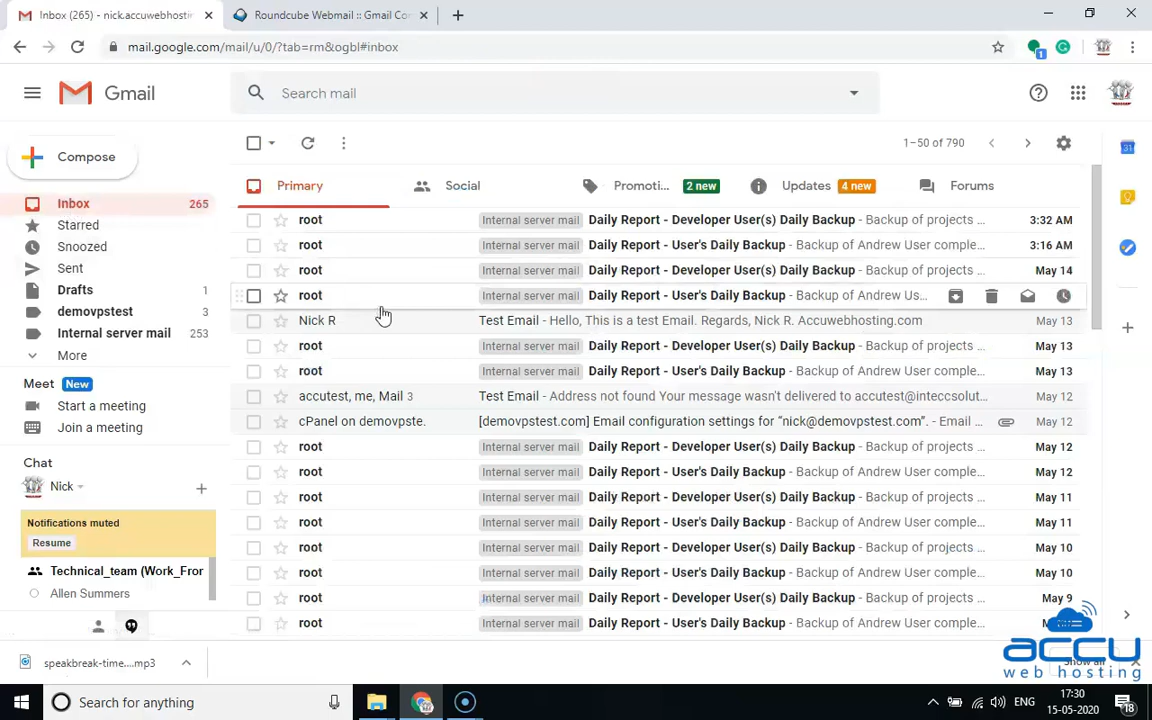 Inbox (265) - nick.accuwebhostin
Roundcube Webmail :: Gmail Con
mail.google.com/mail/u/0/?tab=rm&ogbl#inbox
1
Gmail
Search mail
Compose
1–50 of 790
Primary
Social
Promoti... 2 new
Updates 4 new
Forums
31
Inbox 265
Starred
Snoozed
Sent
Drafts 1
demovpstest 3
Internal server mail 253
More
Meet New
Start a meeting
Join a meeting
Chat
Nick
Notifications muted
Resume
Technical_team (Work_Fror
Allen Summers
root Internal server mail Daily Report - Developer User(s) Daily Backup - Backup of projects ... 3:32 AM
root Internal server mail Daily Report - User's Daily Backup - Backup of Andrew User comple... 3:16 AM
root Internal server mail Daily Report - Developer User(s) Daily Backup - Backup of projects ... May 14
root Internal server mail Daily Report - User's Daily Backup - Backup of Andrew Us...
Nick R Test Email - Hello, This is a test Email. Regards, Nick R. Accuwebhosting.com May 13
root Internal server mail Daily Report - Developer User(s) Daily Backup - Backup of projects ... May 13
root Internal server mail Daily Report - User's Daily Backup - Backup of Andrew User comple... May 13
accutest, me, Mail 3 Test Email - Address not found Your message wasn't delivered to accutest@inteccsolut... May 12
cPanel on demovpste. [demovpstest.com] Email configuration settings for “nick@demovpstest.com”. - Email ... May 12
root Internal server mail Daily Report - Developer User(s) Daily Backup - Backup of projects ... May 12
root Internal server mail Daily Report - User's Daily Backup - Backup of Andrew User comple... May 12
root Internal server mail Daily Report - Developer User(s) Daily Backup - Backup of projects ... May 11
root Internal server mail Daily Report - User's Daily Backup - Backup of Andrew User comple... May 11
root Internal server mail Daily Report - Developer User(s) Daily Backup - Backup of projects ... May 10
root Internal server mail Daily Report - User's Daily Backup - Backup of Andrew User comple... May 10
root Internal server mail Daily Report - Developer User(s) Daily Backup - Backup of projects ... May 9
root Internal server mail Daily Report - User's Daily Backup - Backup of Andrew User comple...
speakbreak-time....mp3
Show all
ACCU
web hosting
Search for anything
ENG
17:30
15-05-2020
18